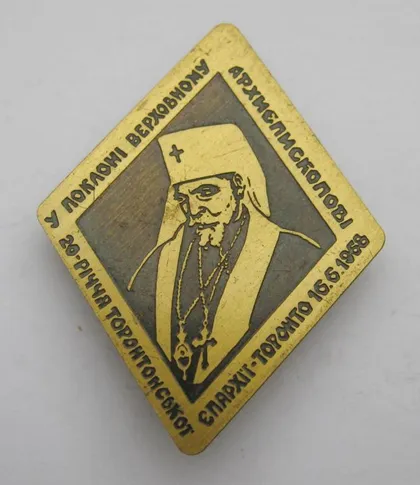 У ПОКЛОНІ ВЕРХОВНОМУ
АРХИЄПИСКОПОВІ
20-РІЧЧЯ ТОРОНТОНСЬКОЇ
ЄПАРХІЇ-ТОРОНТО 16.6.1968